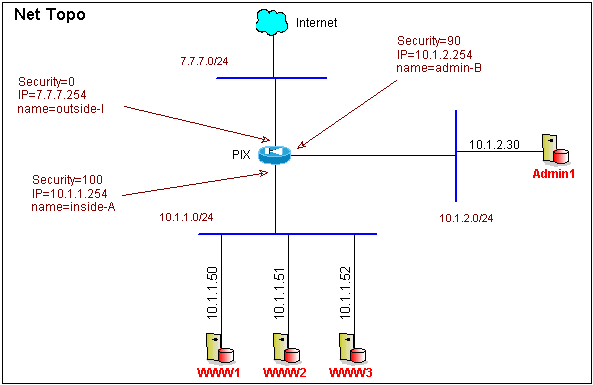 Net Topo
Internet
Security=90
IP=10.1.2.254
name=admin-B
7.7.7.0/24
Security=0
IP=7.7.7.254
name=outside-I
PIX
10.1.2.30
Admin1
Security=100
IP=10.1.1.254
name=inside-A
10.1.1.0/24
10.1.2.0/24
10.1.1.50
10.1.1.51
10.1.1.52
WWW1
WWW2
WWW3